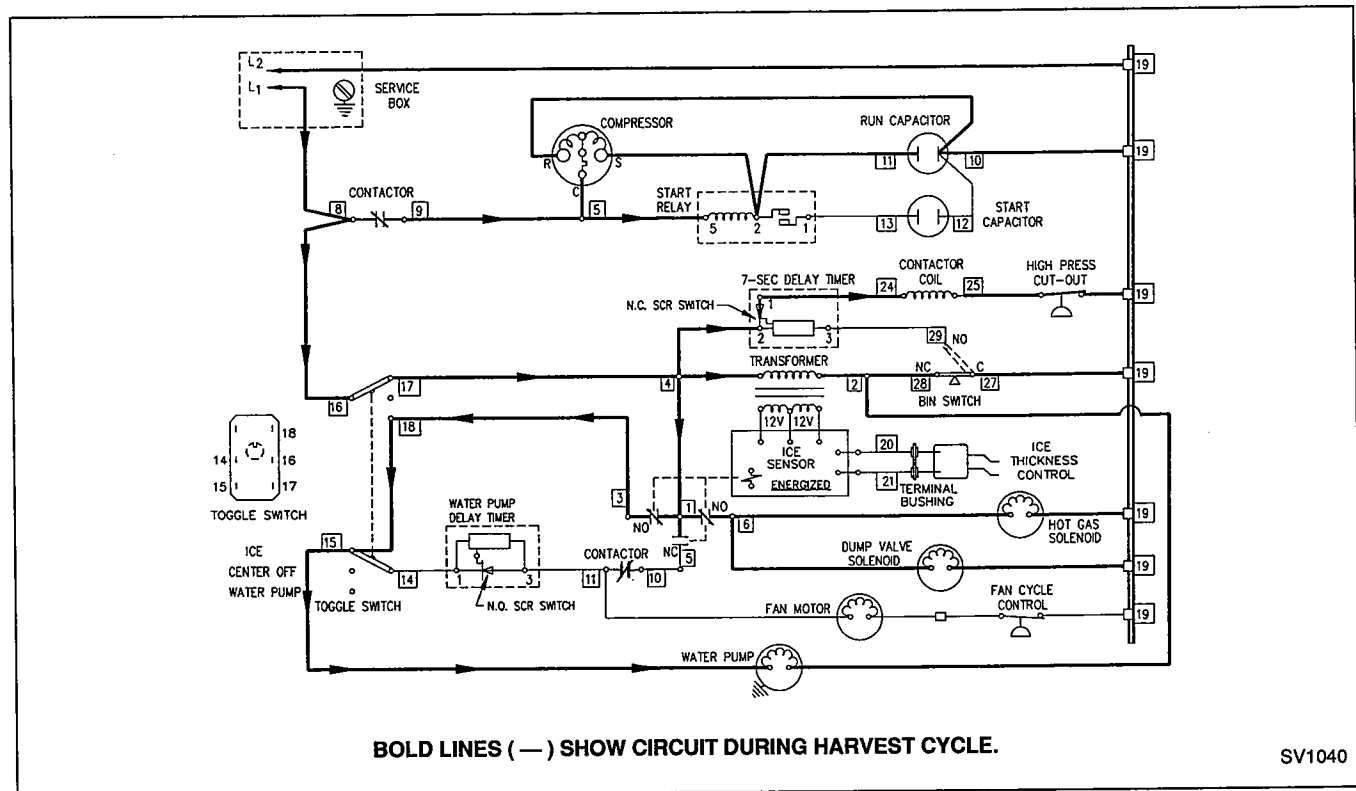 L2
19
L1
SERVICE
BOX
COMPRESSOR
RUN CAPACITOR
R
S
11
10
19
C
CONTACTOR
START
RELAY
8
9
5
5
2
1
13
12
START
CAPACITOR
7-SEC DELAY TIMER
CONTACTOR
COIL
HIGH PRESS
CUT-OUT
24
25
1
19
N.C. SCR SWITCH
2
3
29
NO
TRANSFORMER
17
4
2
NC
C
19
28
27
16
BIN SWITCH
18
12V
12V
18
14
16
15
17
TOGGLE SWITCH
ICE
SENSOR
ENERGIZED
20
21
ICE
THICKNESS
CONTROL
TERMINAL
BUSHING
3
1
NO
NO
6
19
HOT GAS
SOLENOID
WATER PUMP
DELAY TIMER
15
NC
5
CONTACTOR
DUMP VALVE
SOLENOID
ICE
CENTER OFF
WATER PUMP
14
1
3
11
10
19
TOGGLE SWITCH
N.O. SCR SWITCH
FAN MOTOR
FAN CYCLE
CONTROL
19
WATER PUMP
BOLD LINES ( — ) SHOW CIRCUIT DURING HARVEST CYCLE.
SV1040